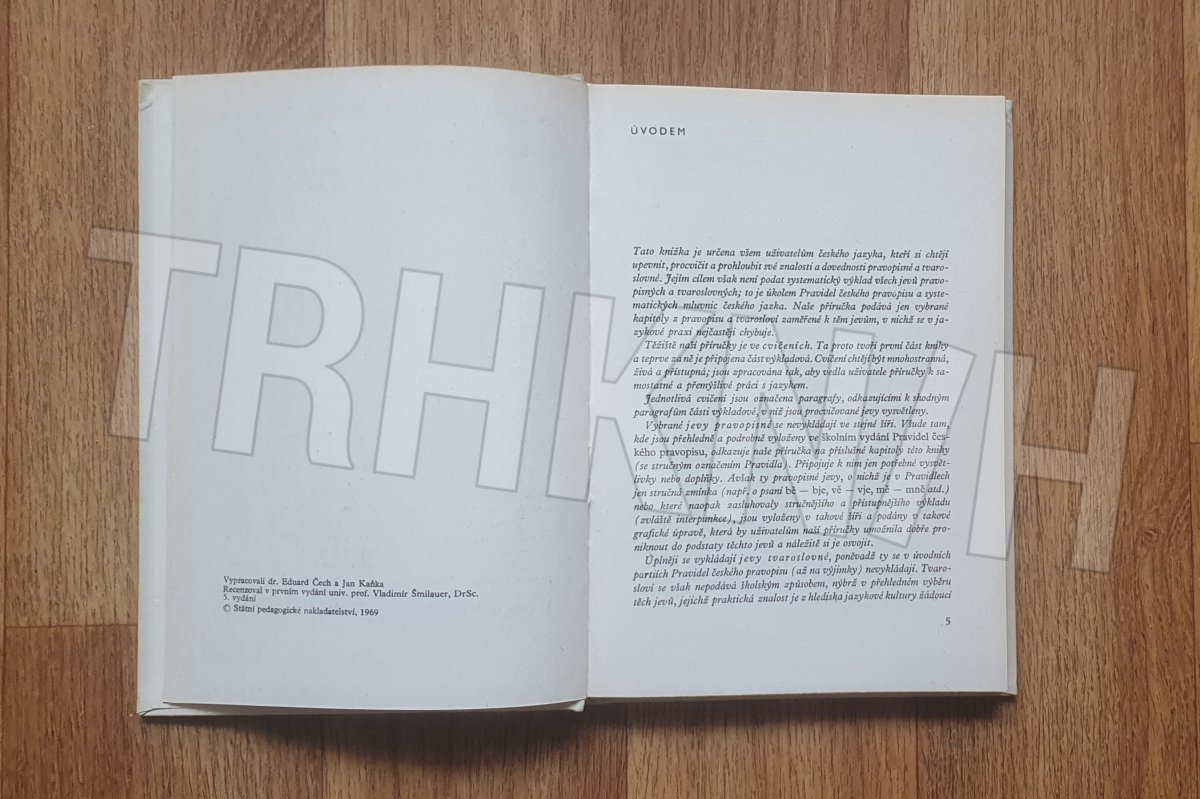 Vypracovali dr. Eduard Čech a Jan Kaňka
Recenzoval v prvním vydání univ. prof. Vladimír Šmilauer, DrSc.
5. vydání
© Státní pedagogické nakladatelství, 1969
ÚVODEM
Tato knížka je určena všem uživatelům českého jazyka, kteří si chtějí
upevnit, procvičit a prohloubit své znalosti a dovednosti pravopisné a tvaro-
slovné. Jejím cílem však není podat systematický výklad všech jevů pravo-
pisných a tvaroslovných; to je úkolem Pravidel českého pravopisu a syste-
matických mluvnic českého jazka. Naše příručka podává jen vybrané
kapitoly z pravopisu a tvarosloví zaměřené k těm jevům, v nichž se v ja-
zykové praxi nejčastěji chybuje.
Těžiště naší příručky je ve cvičeních. Ta proto tvoří první část knihy
a teprve za ně je připojena část výkladová. Cvičení chtějí být mnohostranná,
živá a přístupná; jsou zpracována tak, aby vedla uživatele příručky k sa-
mostatné a přemýšlivé práci s jazykem.
Jednotlivá cvičení jsou označena paragrafy, odkazujícími k shodným
paragrafům části výkladové, v níž jsou procvičované jevy vysvětleny.
Vybrané jevy pravopisné se nevykládají ve stejné šíři. Všude tam,
kde jsou přehledně a podrobně vyloženy ve školním vydání Pravidel čes-
kého pravopisu, odkazuje naše příručka na příslušné kapitoly této knihy
(se stručným označením Pravidla). Připojuje k nim jen potřebné vysvět-
livky nebo doplňky. Avšak ty pravopisné jevy, o nichž je v Pravidlech
jen stručná zmínka (např. o psaní bě — bje, vě — vje, mě — mně atd.)
nebo které naopak zasluhovaly stručnějšího a přístupnějšího výkladu
(zvláště interpunkce), jsou vyloženy v takové šíři a podány v takové
grafické úpravě, která by uživatelům naší příručky umožnila dobře pro-
niknout do podstaty těchto jevů a náležitě si je osvojit.
Úplněji se vykládají jevy tvaroslovné, poněvadž ty se v úvodních
partiích Pravidel českého pravopisu (až na výjimky) nevykládají. Tvaro-
sloví se však nepodává školským způsobem, nýbrž v přehledném výběru
těch jevů, jejichž praktická znalost je z hlediska jazykové kultury žádoucí
5
TRHKNIH